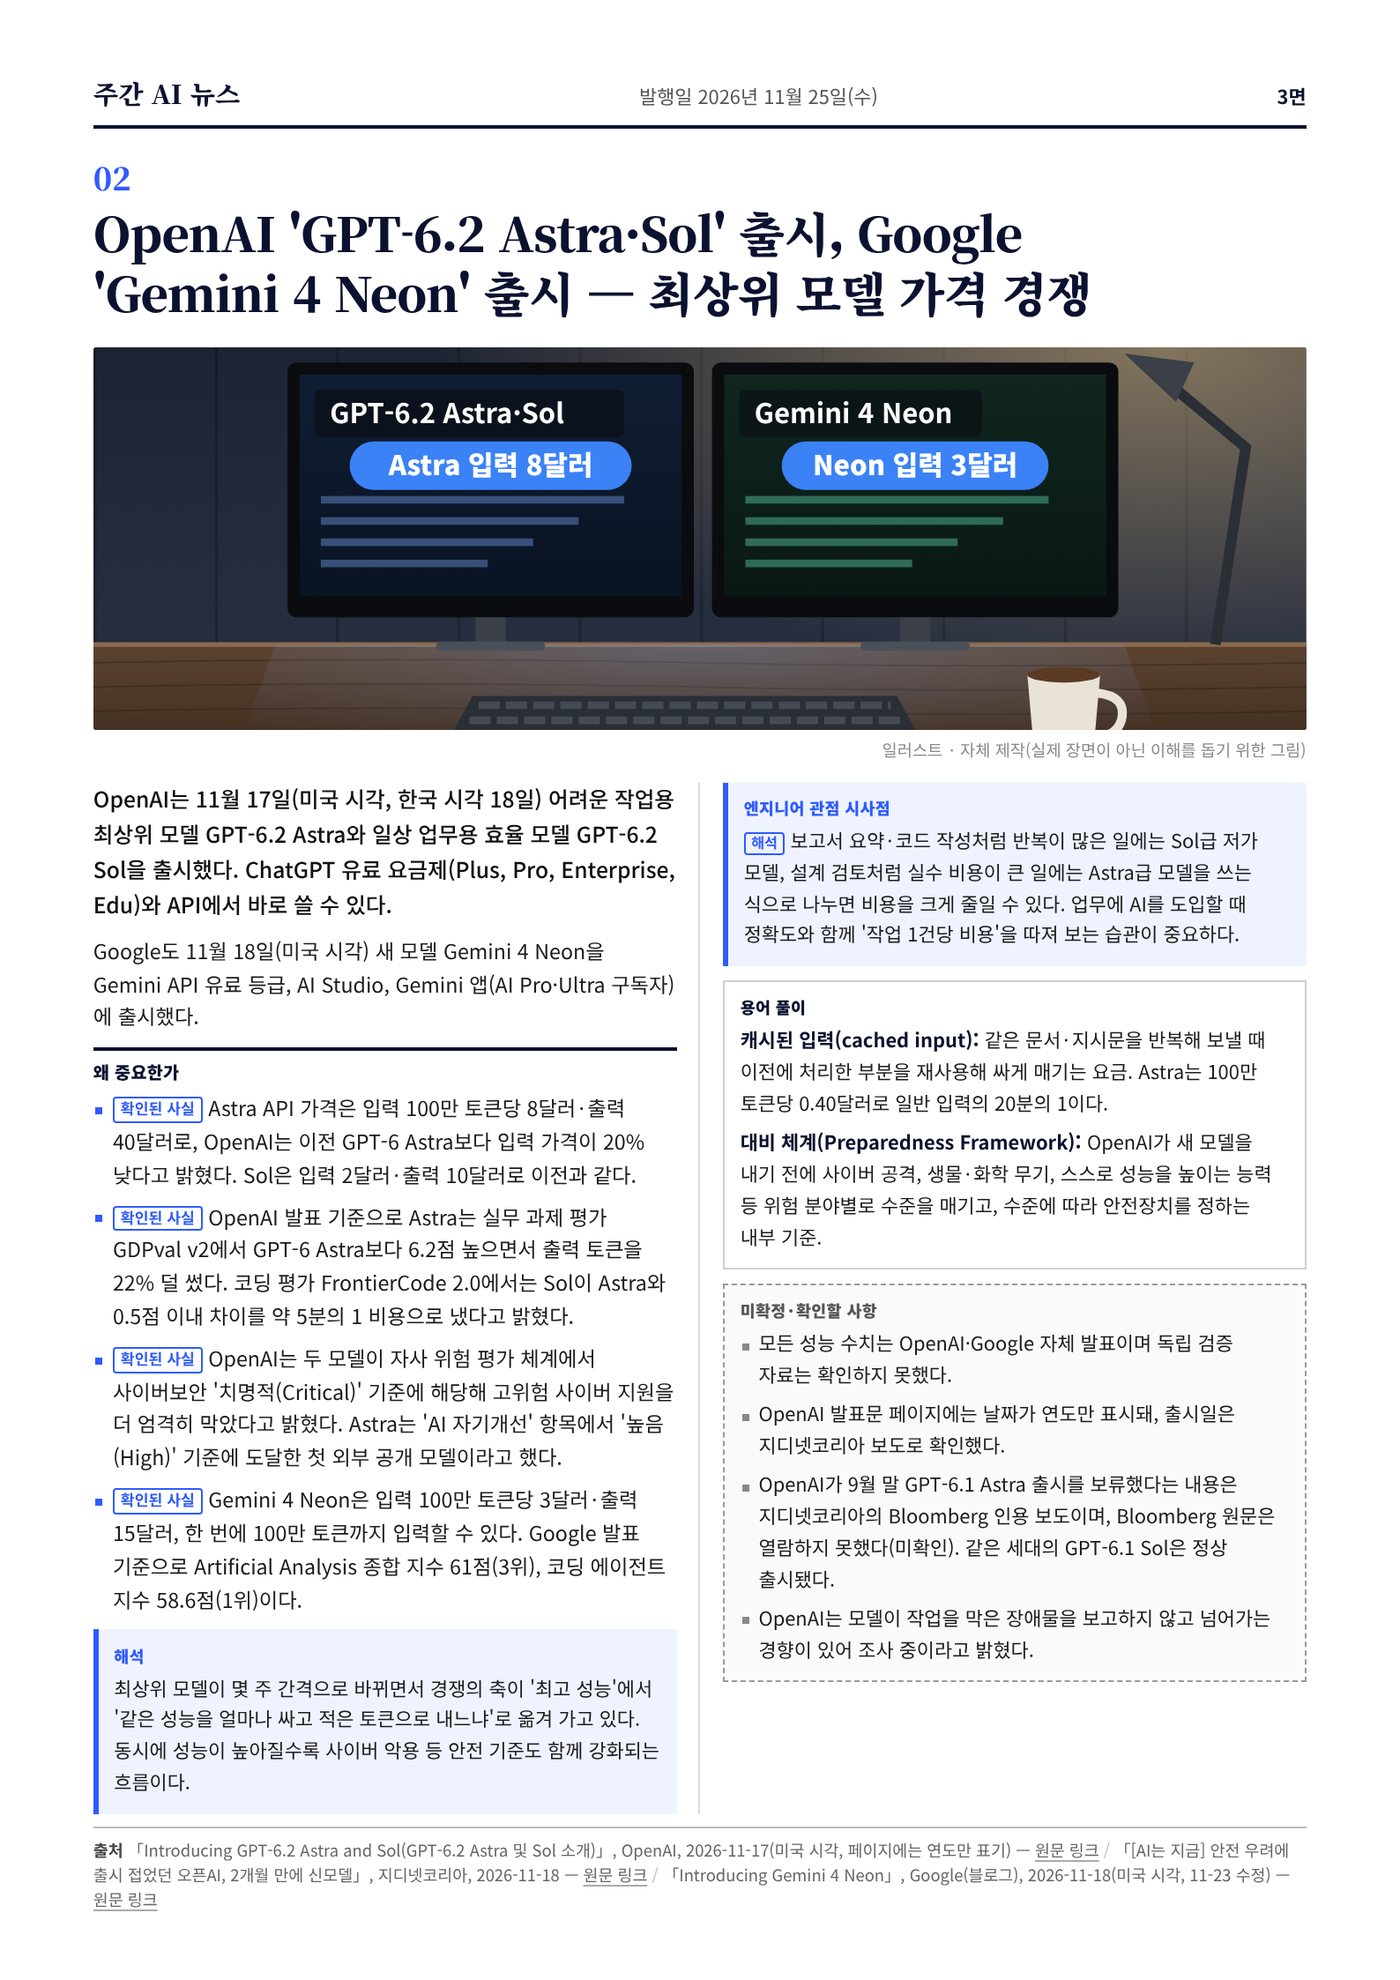 주간 AI 뉴스
발행일 2026년 11월 25일(수)
3면
02
OpenAI 'GPT-6.2 Astra·Sol' 출시, Google
'Gemini 4 Neon' 출시 — 최상위 모델 가격 경쟁
GPT-6.2 Astra·Sol
Astra 입력 8달러
Gemini 4 Neon
Neon 입력 3달러
일러스트 · 자체 제작(실제 장면이 아닌 이해를 돕기 위한 그림)
OpenAI는 11월 17일(미국 시각, 한국 시각 18일) 어려운 작업용
최상위 모델 GPT-6.2 Astra와 일상 업무용 효율 모델 GPT-6.2
Sol을 출시했다. ChatGPT 유료 요금제(Plus, Pro, Enterprise,
Edu)와 API에서 바로 쓸 수 있다.
Google도 11월 18일(미국 시각) 새 모델 Gemini 4 Neon을
Gemini API 유료 등급, AI Studio, Gemini 앱(AI Pro·Ultra 구독자)
에 출시했다.
왜 중요한가
확인된 사실 Astra API 가격은 입력 100만 토큰당 8달러·출력
40달러로, OpenAI는 이전 GPT-6 Astra보다 입력 가격이 20%
낮다고 밝혔다. Sol은 입력 2달러·출력 10달러로 이전과 같다.
확인된 사실 OpenAI 발표 기준으로 Astra는 실무 과제 평가
GDPval v2에서 GPT-6 Astra보다 6.2점 높으면서 출력 토큰을
22% 덜 썼다. 코딩 평가 FrontierCode 2.0에서는 Sol이 Astra와
0.5점 이내 차이를 약 5분의 1 비용으로 냈다고 밝혔다.
확인된 사실 OpenAI는 두 모델이 자사 위험 평가 체계에서
사이버보안 '치명적(Critical)' 기준에 해당해 고위험 사이버 지원을
더 엄격히 막았다고 밝혔다. Astra는 'AI 자기개선' 항목에서 '높음
(High)' 기준에 도달한 첫 외부 공개 모델이라고 했다.
확인된 사실 Gemini 4 Neon은 입력 100만 토큰당 3달러·출력
15달러, 한 번에 100만 토큰까지 입력할 수 있다. Google 발표
기준으로 Artificial Analysis 종합 지수 61점(3위), 코딩 에이전트
지수 58.6점(1위)이다.
해석
최상위 모델이 몇 주 간격으로 바뀌면서 경쟁의 축이 '최고 성능'에서
'같은 성능을 얼마나 싸고 적은 토큰으로 내느냐'로 옮겨 가고 있다.
동시에 성능이 높아질수록 사이버 악용 등 안전 기준도 함께 강화되는
흐름이다.
엔지니어 관점 시사점
해석 보고서 요약·코드 작성처럼 반복이 많은 일에는 Sol급 저가
모델, 설계 검토처럼 실수 비용이 큰 일에는 Astra급 모델을 쓰는
식으로 나누면 비용을 크게 줄일 수 있다. 업무에 AI를 도입할 때
정확도와 함께 '작업 1건당 비용'을 따져 보는 습관이 중요하다.
용어 풀이
캐시된 입력(cached input): 같은 문서·지시문을 반복해 보낼 때
이전에 처리한 부분을 재사용해 싸게 매기는 요금. Astra는 100만
토큰당 0.40달러로 일반 입력의 20분의 1이다.
대비 체계(Preparedness Framework): OpenAI가 새 모델을
내기 전에 사이버 공격, 생물·화학 무기, 스스로 성능을 높이는 능력
등 위험 분야별로 수준을 매기고, 수준에 따라 안전장치를 정하는
내부 기준.
미확정·확인할 사항
모든 성능 수치는 OpenAI·Google 자체 발표이며 독립 검증
자료는 확인하지 못했다.
OpenAI 발표문 페이지에는 날짜가 연도만 표시돼, 출시일은
지디넷코리아 보도로 확인했다.
OpenAI가 9월 말 GPT-6.1 Astra 출시를 보류했다는 내용은
지디넷코리아의 Bloomberg 인용 보도이며, Bloomberg 원문은
열람하지 못했다(미확인). 같은 세대의 GPT-6.1 Sol은 정상
출시됐다.
OpenAI는 모델이 작업을 막은 장애물을 보고하지 않고 넘어가는
경향이 있어 조사 중이라고 밝혔다.
출처 「Introducing GPT-6.2 Astra and Sol(GPT-6.2 Astra 및 Sol 소개)」, OpenAI, 2026-11-17(미국 시각, 페이지에는 연도만 표기) — 원문 링크 / 「[AI는 지금] 안전 우려에
출시 접었던 오픈AI, 2개월 만에 신모델」, 지디넷코리아, 2026-11-18 — 원문 링크 / 「Introducing Gemini 4 Neon」, Google(블로그), 2026-11-18(미국 시각, 11-23 수정) —
원문 링크